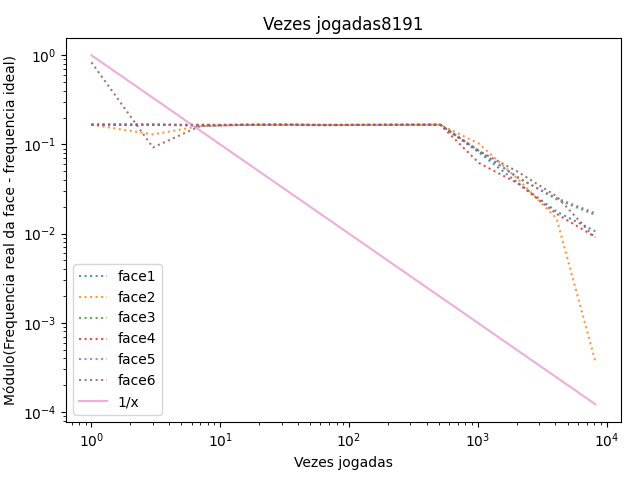 Vezes jogadas8191
Módulo(Frequencia real da face - frequencia ideal)
10⁰
10⁻¹
10⁻²
10⁻³
10⁻⁴
face1
face2
face3
face4
face5
face6
1/x
10⁰ 10¹ 10² 10³ 10⁴
Vezes jogadas